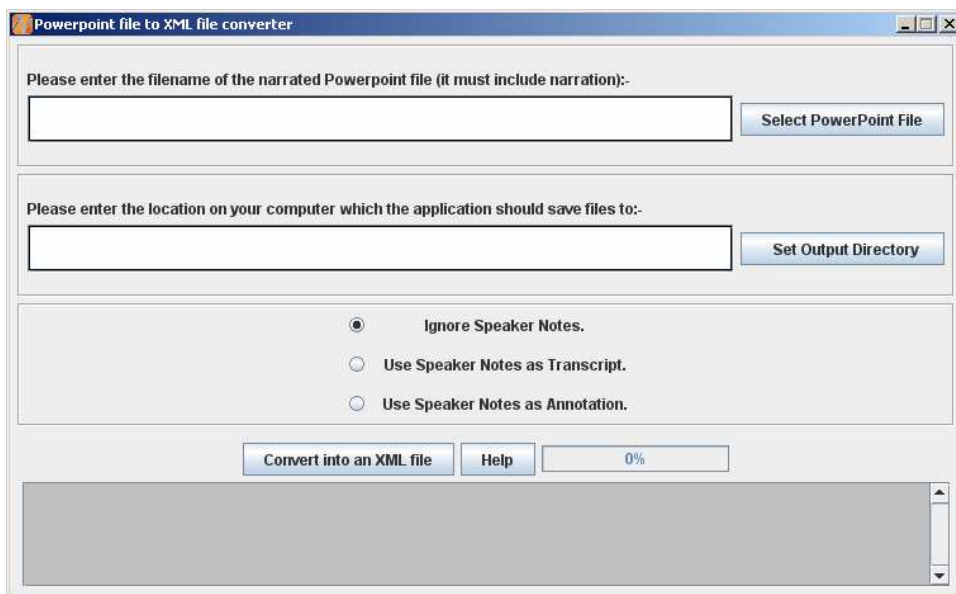 Powerpoint file to XML file converter
Please enter the filename of the narrated Powerpoint file (it must include narration):-
Select PowerPoint File
Please enter the location on your computer which the application should save files to:-
Set Output Directory
Ignore Speaker Notes.
Use Speaker Notes as Transcript.
Use Speaker Notes as Annotation.
Convert into an XML file Help 0%